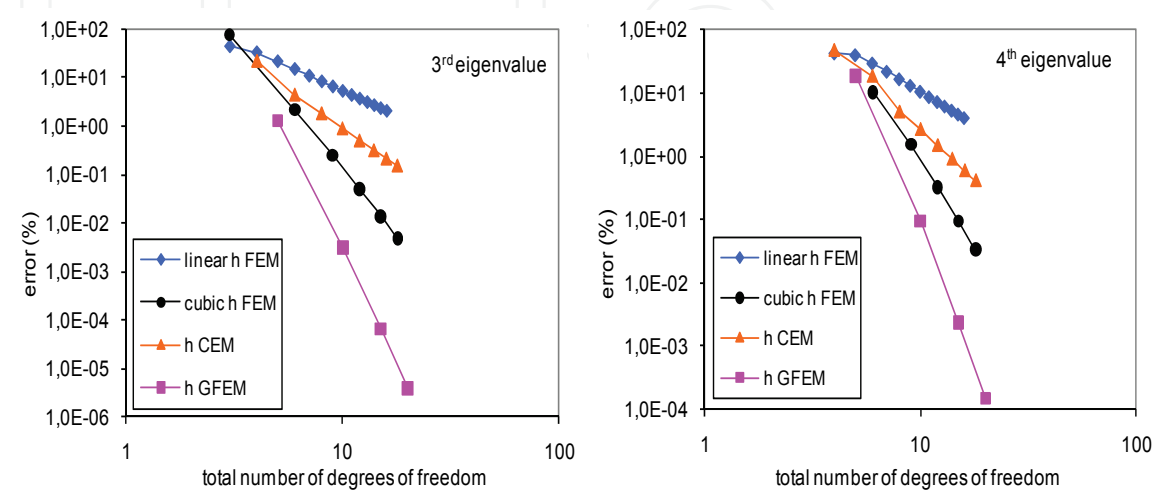 1,0E+02
1,0E+01
1,0E+00
1,0E-01
1,0E-02
1,0E-03
1,0E-04
1,0E-05
1,0E-06
error (%)
3rd eigenvalue
linear h FEM
cubic h FEM
h CEM
h GFEM
1 10 100
total number of degrees of freedom
1,0E+02
1,0E+01
1,0E+00
1,0E-01
1,0E-02
1,0E-03
1,0E-04
error (%)
4th eigenvalue
linear h FEM
cubic h FEM
h CEM
h GFEM
1 10 100
total number of degrees of freedom